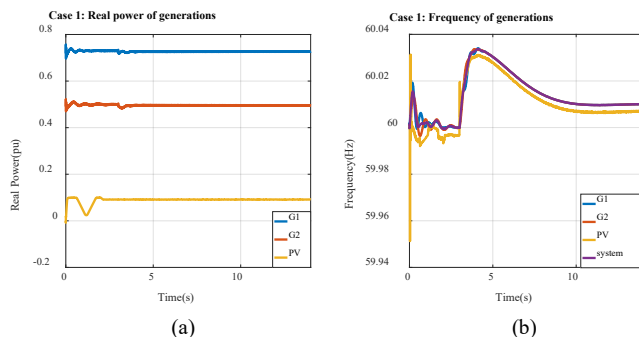 Case 1: Real power of generations
0.8
0.6
0.4
0.2
0
-0.2
Real Power(pu)
0
5
10
Time(s)
G1
G2
PV
(a)
Case 1: Frequency of generations
60.04
60.02
60
59.98
59.96
59.94
Frequency(Hz)
0
5
10
Time(s)
G1
G2
PV
system
(b)